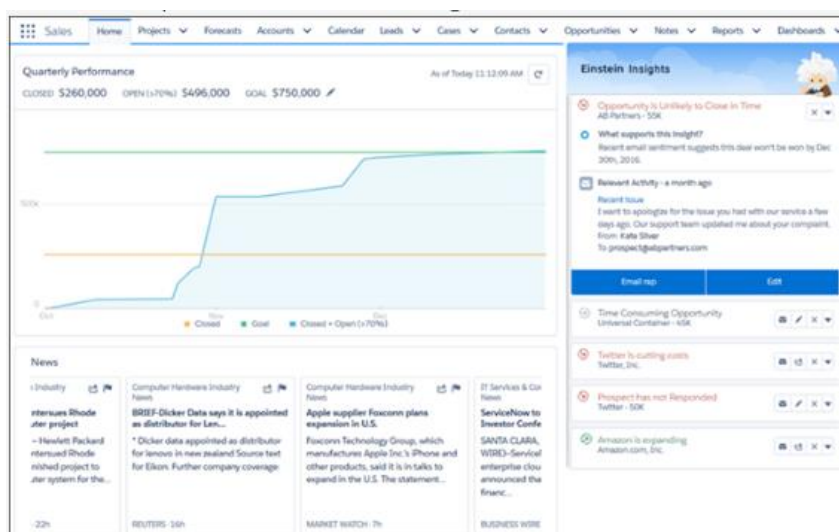 Sales Home Projects Forecasts Accounts Calendar Leads Cases Contacts Opportunities Notes Reports Dashboards
Quarterly Performance
As of Today 11:12:09 AM
CLOSED $260,000 OPEN (>70%) $496,000 GOAL $750,000
500k
0
Oct Nov Dec
Closed Goal Closed + Open (>70%)
News
Industry
ntersues Rhode
uter project
– Hewlett Packard
ntersued Rhode
nished project to
uter system for the...
22h
Computer Hardware Industry
News
BRIEF-Dicker Data says it is appointed
as distributor for Len...
* Dicker data appointed as distributor
for lenovo in new zealand Source text
for Eikon. Further company coverage
REUTERS · 16h
Computer Hardware Industry
News
Apple supplier Foxconn plans
expansion in U.S.
Foxconn Technology Group, which
manufactures Apple Inc.'s iPhone and
other products, said it is in talks to
expand in the U.S. The statement...
MARKET WATCH · 7h
IT Services & Co
News
ServiceNow to
Investor Confe
SANTA CLARA,
WIRE)–Service
enterprise clou
announced tha
financ...
BUSINESS WIRE
Einstein Insights
Opportunity Is Unlikely to Close in Time
AB Partners - 55K
What supports this Insight?
Recent email sentiment suggests this deal won't be won by Dec
30th, 2016.
Relevant Activity - a month ago
Recent Issue
I want to apologize for the issue you had with our service a few
days ago. Our support team updated me about your complaint.
From: Kate Silver
To: prospect@abpartners.com
Email rep Edit
Time Consuming Opportunity
Universal Container - 45K
Twitter is cutting costs
Twitter, Inc.
Prospect has not Responded
Twitter - 50K
Amazon is expanding
Amazon.com, Inc.